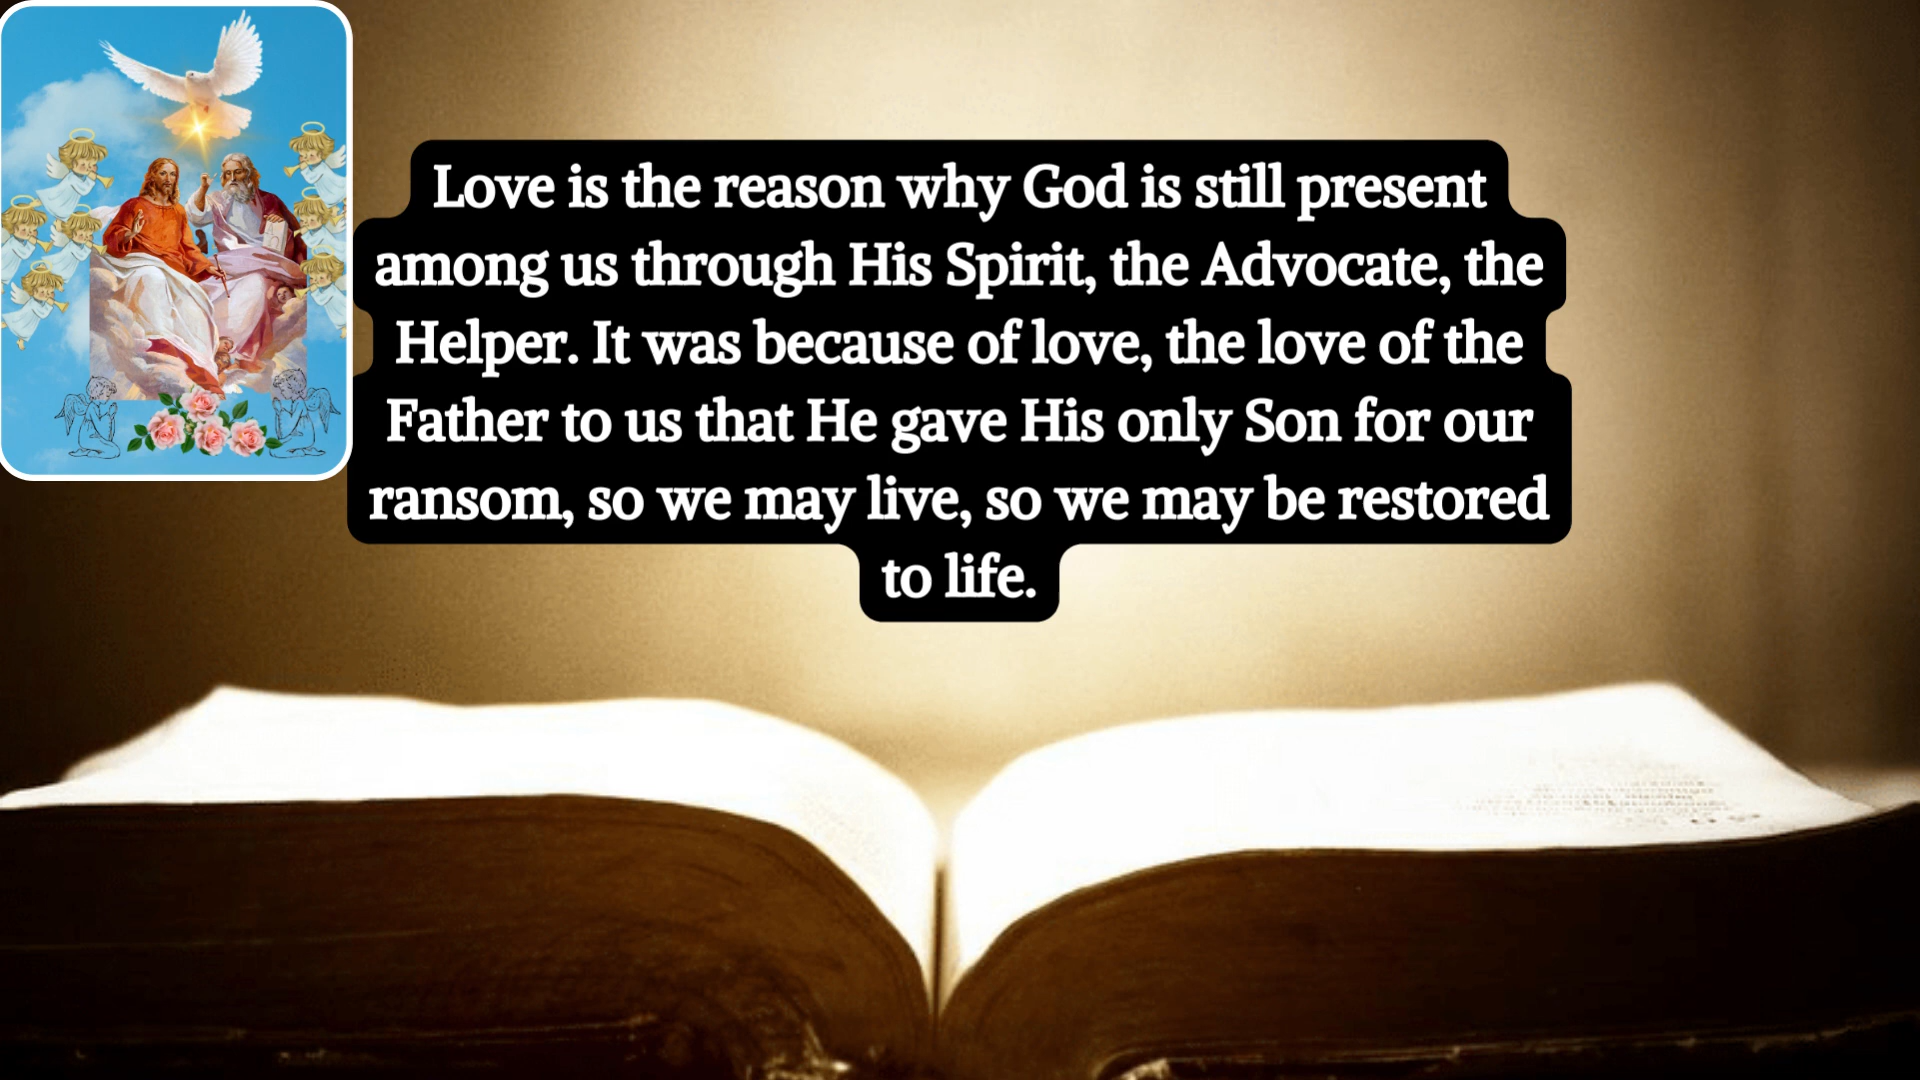 Love is the reason why God is still present
among us through His Spirit, the Advocate, the
Helper. It was because of love, the love of the
Father to us that He gave His only Son for our
ransom, so we may live, so we may be restored
to life.